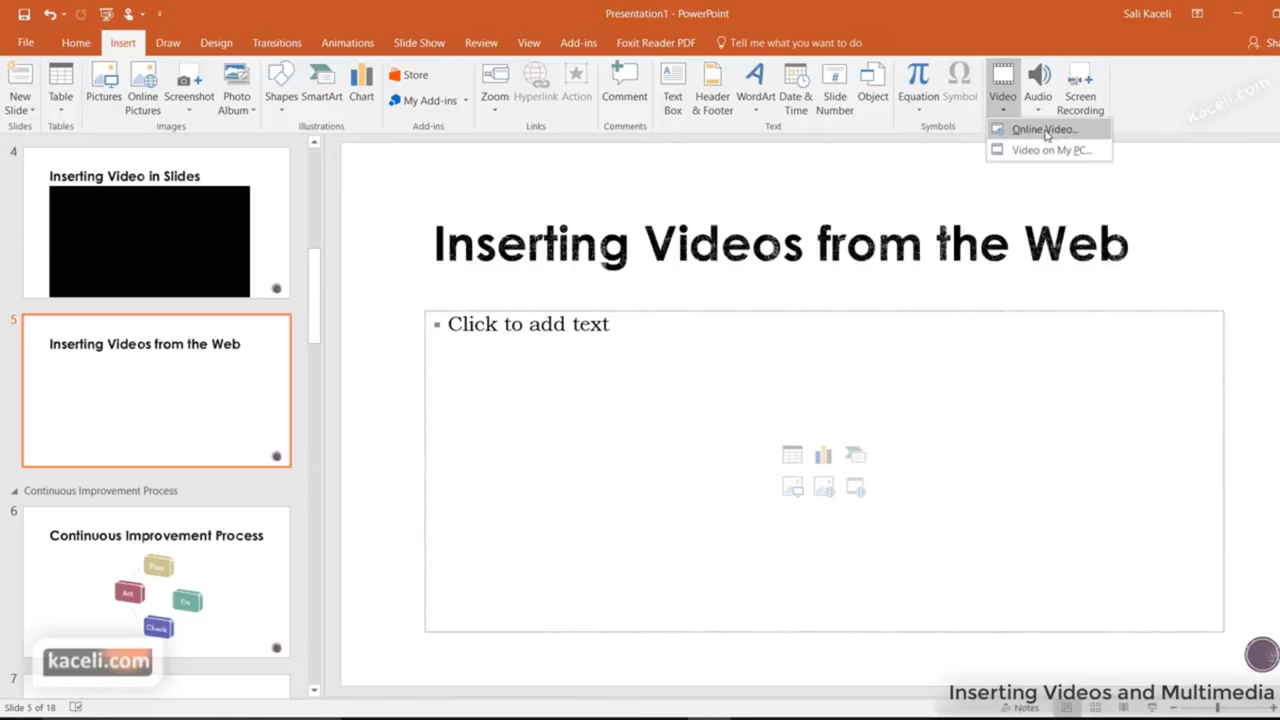 Presentation1 - PowerPoint
Sali Kaceli
File Home Insert Draw Design Transitions Animations Slide Show Review View Add-ins Foxit Reader PDF Tell me what you want to do
New Slide
Table
Pictures
Online Pictures
Screenshot
Photo Album
Shapes
SmartArt
Chart
Store
My Add-ins
Zoom
Hyperlink
Action
Comment
Text Box
Header & Footer
WordArt
Date & Time
Slide Number
Object
Equation
Symbol
Video
Audio
Screen Recording
Slides Tables Images Illustrations Add-ins Links Comments Text Symbols
Kaceli.com
Online Video...
Video on My PC...
4
Inserting Video in Slides
5
Inserting Videos from the Web
Continuous Improvement Process
6
Continuous Improvement Process
Plan
Act
Do
Check
7
Inserting Videos from the Web
Click to add text
kaceli.com
Inserting Videos and Multimedia
Slide 5 of 18
Notes